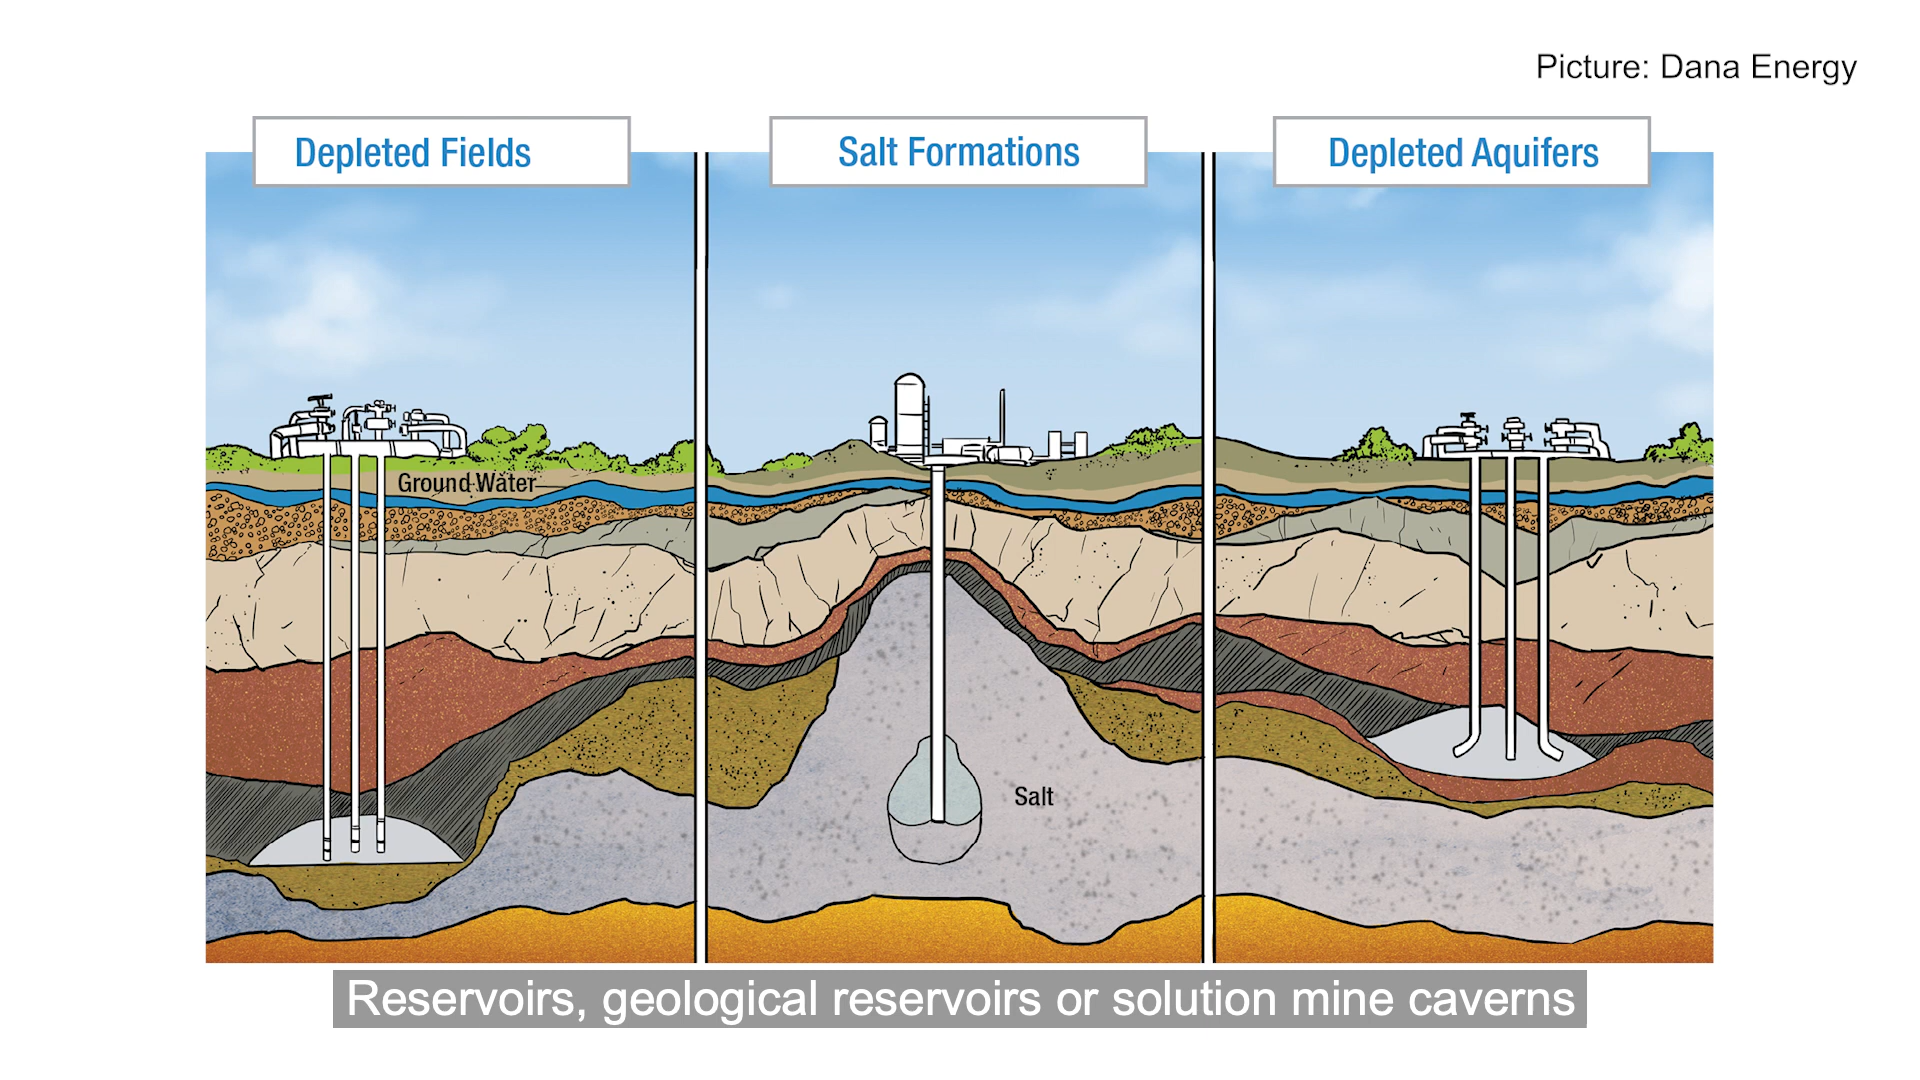 Picture: Dana Energy
Depleted Fields
Salt Formations
Depleted Aquifers
Ground Water
Salt
Reservoirs, geological reservoirs or solution mine caverns